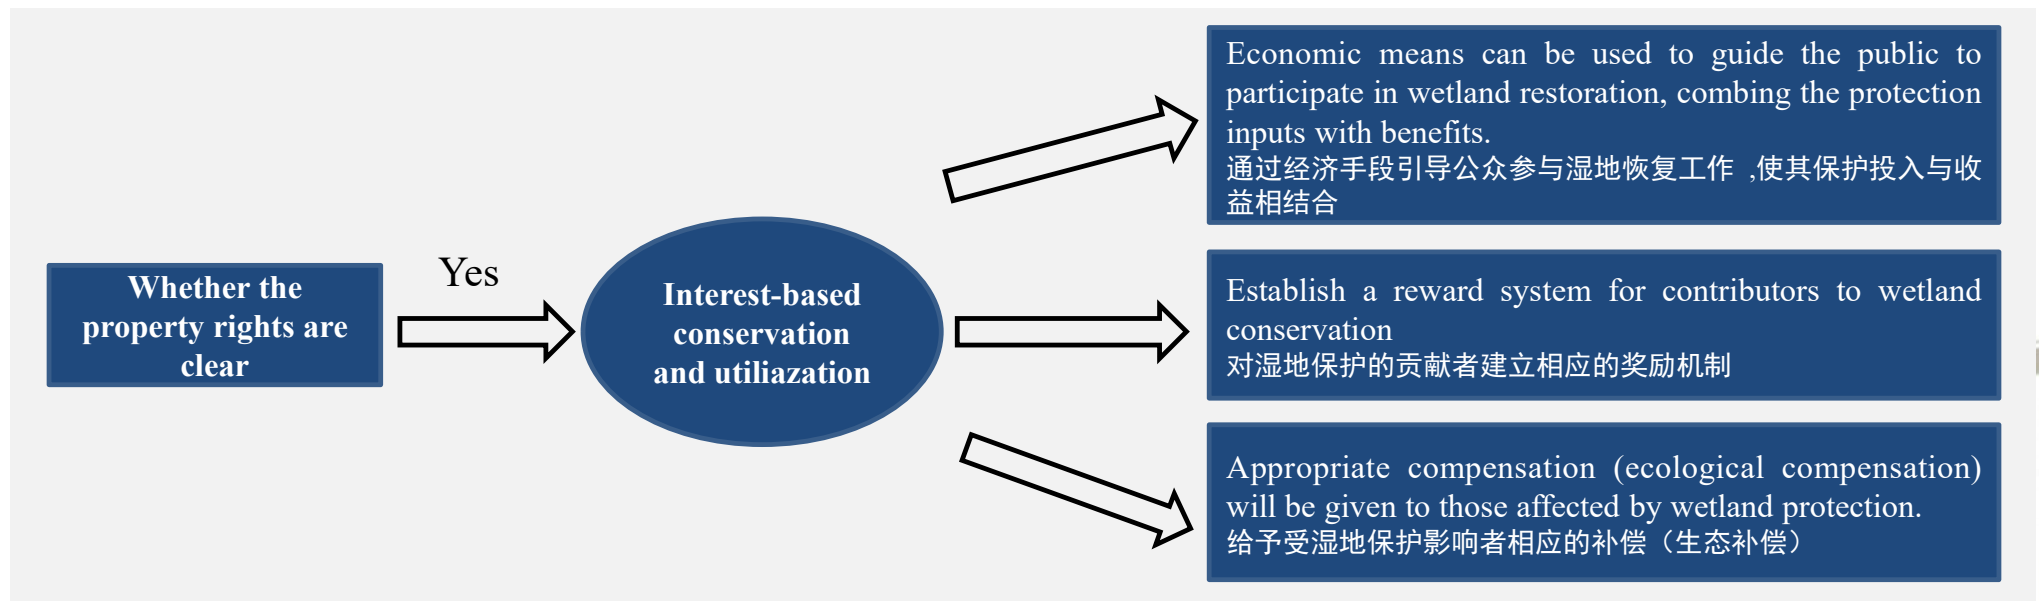 Whether the
property rights are
clear
Yes
Interest-based
conservation
and utiliazation
Economic means can be used to guide the public to
participate in wetland restoration, combing the protection
inputs with benefits.
通过经济手段引导公众参与湿地恢复工作 ,使其保护投入与收
益相结合
Establish a reward system for contributors to wetland
conservation
对湿地保护的贡献者建立相应的奖励机制
Appropriate compensation (ecological compensation)
will be given to those affected by wetland protection.
给予受湿地保护影响者相应的补偿（生态补偿）